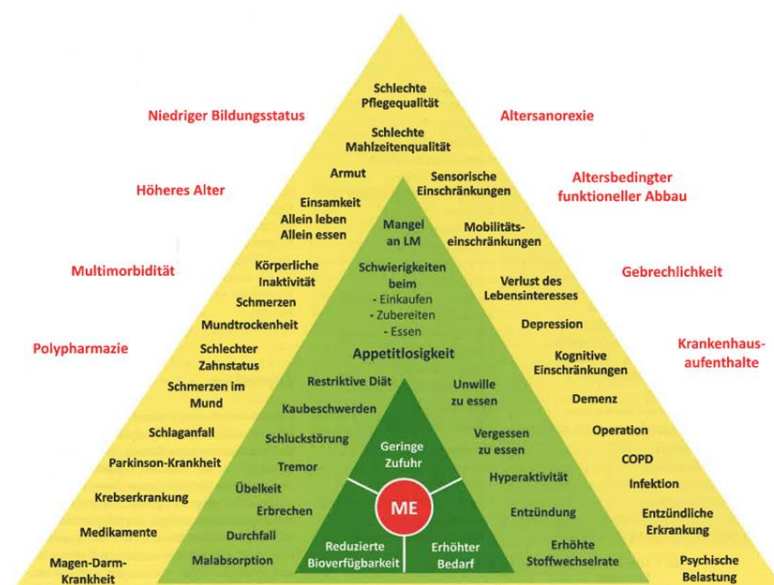 Schlechte
Pflegequalität
Niedriger Bildungsstatus
Altersanorexie
Schlechte
Mahlzeitenqualität
Armut
Sensorische
Einschränkungen
Höheres Alter
Altersbedingter
funktioneller Abbau
Einsamkeit
Allein leben
Allein essen
Mangel
an LM
Mobilitäts-
einschränkungen
Multimorbidität
Körperliche
Inaktivität
Schwierigkeiten
beim
- Einkaufen
- Zubereiten
- Essen
Verlust des
Lebensinteresses
Gebrechlichkeit
Schmerzen
Mundtrockenheit
Depression
Polypharmazie
Schlechter
Zahnstatus
Appetitlosigkeit
Kognitive
Einschränkungen
Krankenhaus-
aufenthalte
Schmerzen im
Mund
Restriktive Diät
Unwille
zu essen
Demenz
Kaubeschwerden
Schlaganfall
Schluckstörung
Geringe
Zufuhr
Vergessen
zu essen
Operation
Parkinson-Krankheit
Tremor
Hyperaktivität
COPD
Krebserkrankung
Übelkeit
Infektion
Erbrechen
ME
Entzündung
Entzündliche
Erkrankung
Medikamente
Durchfall
Reduzierte
Bioverfügbarkeit
Erhöhter
Bedarf
Erhöhte
Stoffwechselrate
Magen-Darm-
Krankheit
Malabsorption
Psychische
Belastung